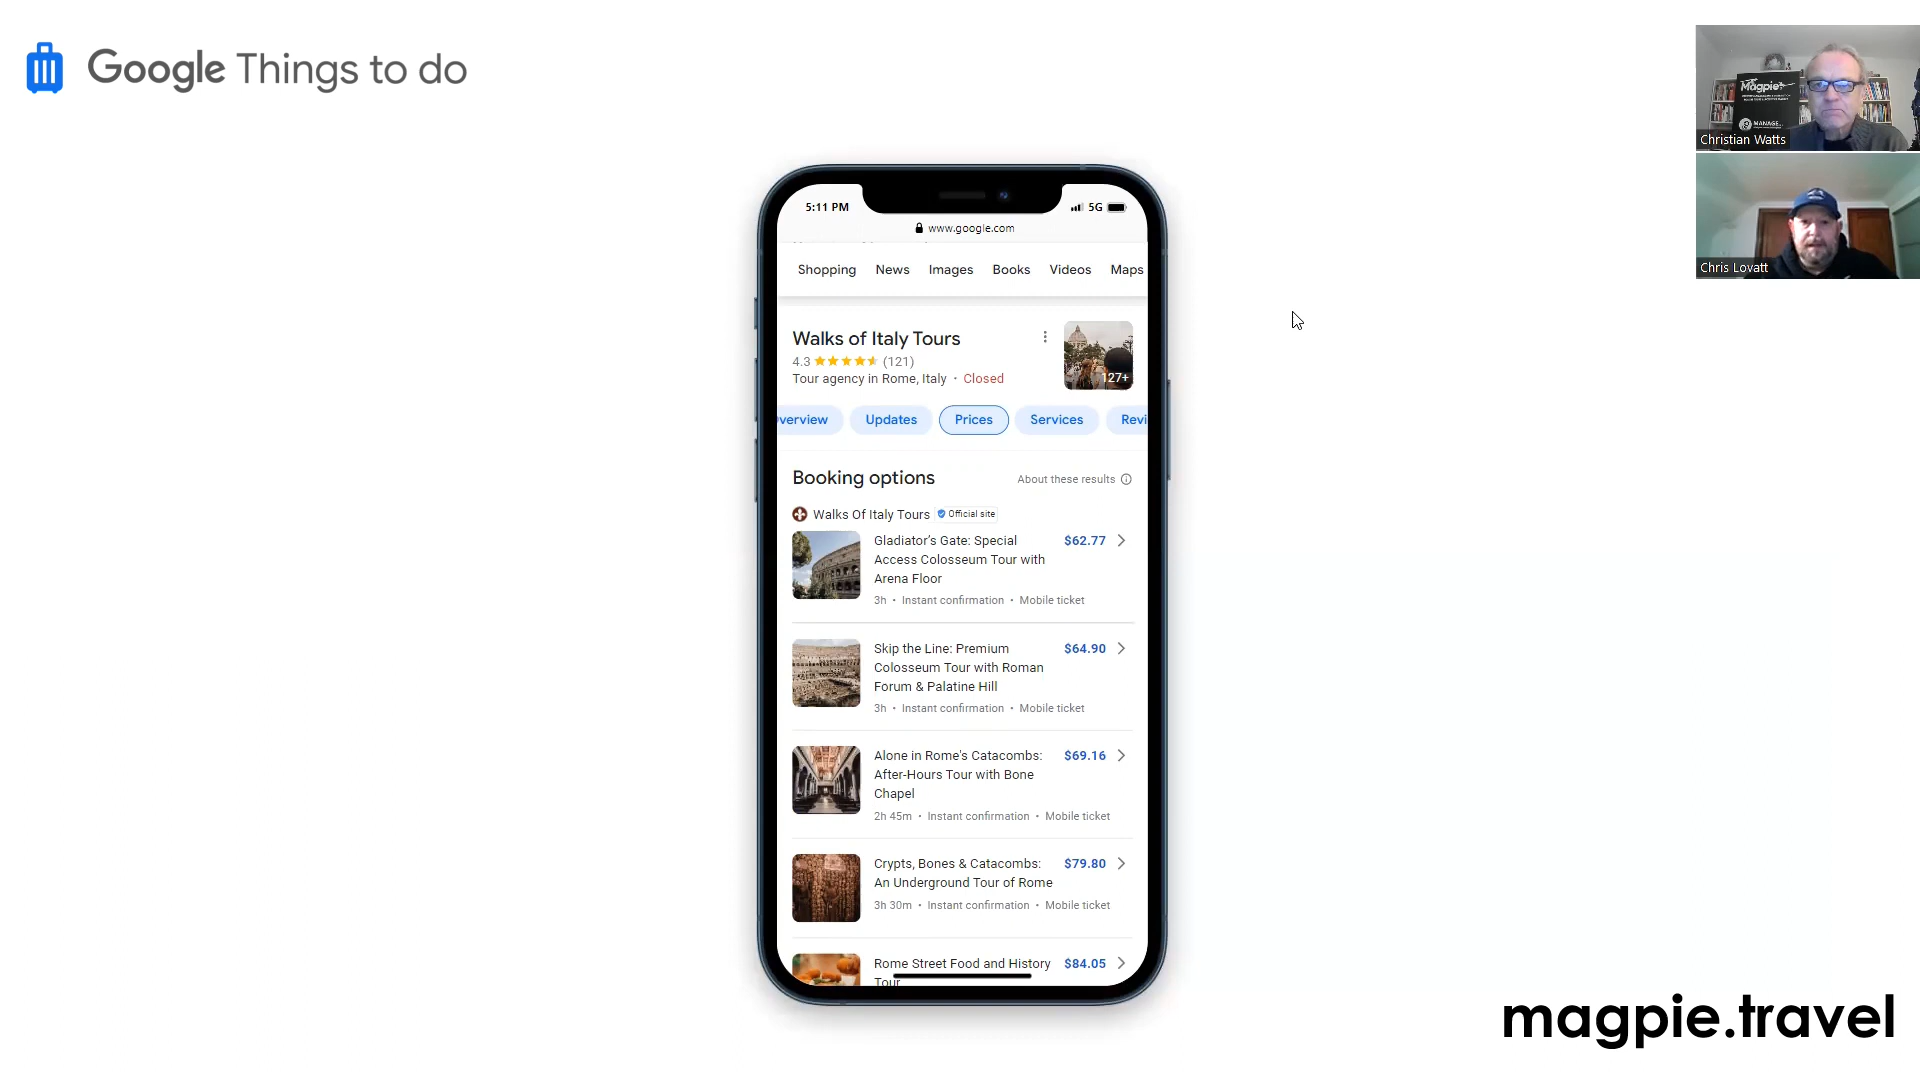 Google Things to do
Magpie
MANAGE...
Christian Watts
Chris Lovatt
5:11 PM
5G
www.google.com
Shopping News Images Books Videos Maps
Walks of Italy Tours
4.3 (121)
Tour agency in Rome, Italy · Closed
127+
verview Updates Prices Services Revi
Booking options
About these results
Walks Of Italy Tours Official site
Gladiator's Gate: Special
Access Colosseum Tour with
Arena Floor
$62.77
3h • Instant confirmation • Mobile ticket
Skip the Line: Premium
Colosseum Tour with Roman
Forum & Palatine Hill
$64.90
3h • Instant confirmation • Mobile ticket
Alone in Rome's Catacombs:
After-Hours Tour with Bone
Chapel
$69.16
2h 45m • Instant confirmation • Mobile ticket
Crypts, Bones & Catacombs:
An Underground Tour of Rome
$79.80
3h 30m • Instant confirmation • Mobile ticket
Rome Street Food and History
Tour
$84.05
magpie.travel